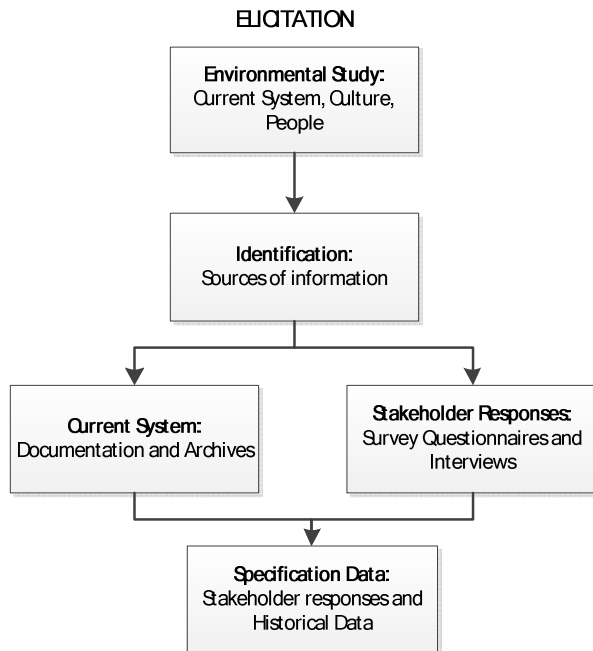 ELICITATION
Environmental Study:
Current System, Culture,
People
Identification:
Sources of information
Current System:
Documentation and Archives
Stakeholder Responses:
Survey Questionnaires and
Interviews
Specification Data:
Stakeholder responses and
Historical Data